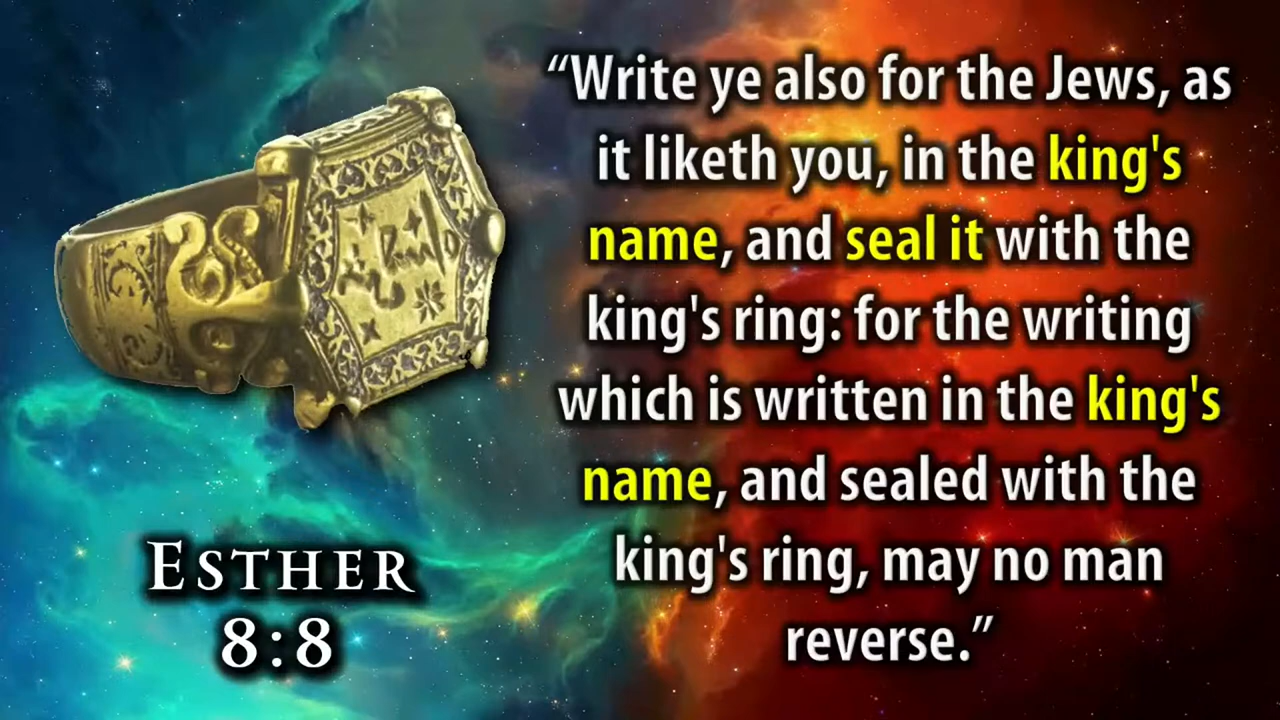 “Write ye also for the Jews, as
it liketh you, in the king's
name, and seal it with the
king's ring: for the writing
which is written in the king's
name, and sealed with the
king's ring, may no man
reverse.”
ESTHER
8:8